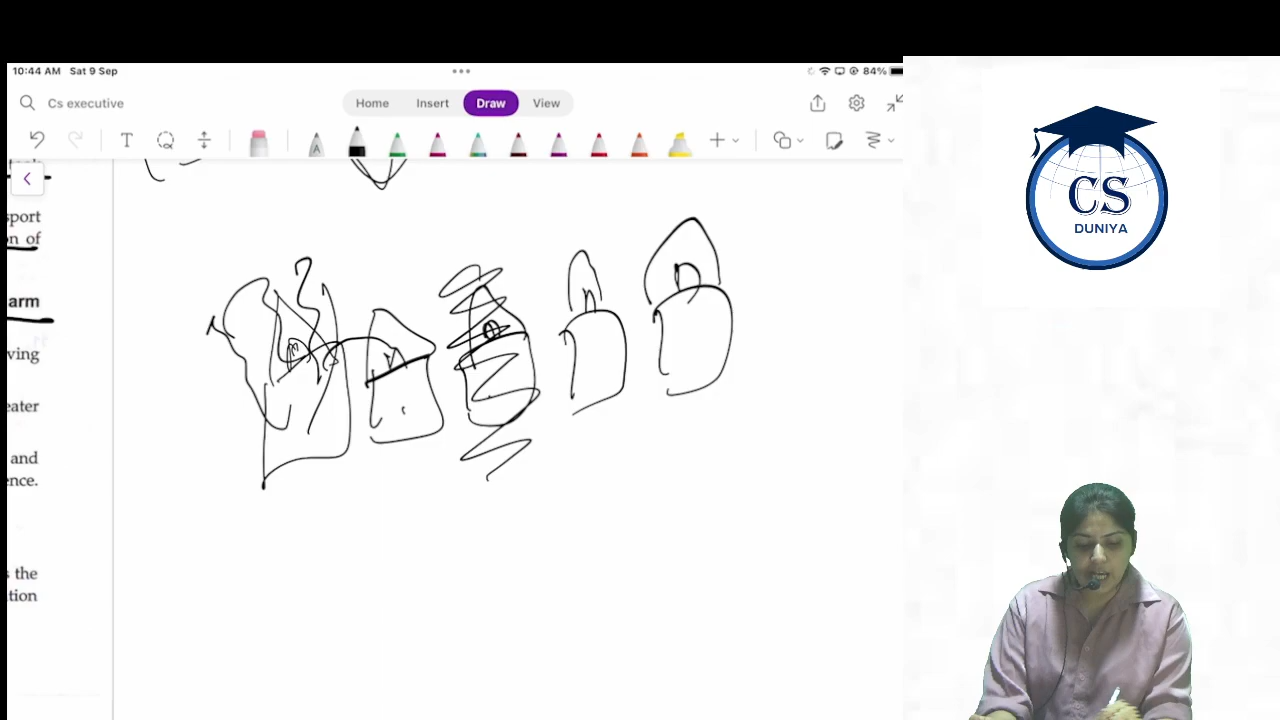 10:44 AM Sat 9 Sep
84%
Cs executive
Home Insert Draw View
T
A
sport
on of
arm
ving
eater
and
ence.
s the
tion
CS
DUNIYA